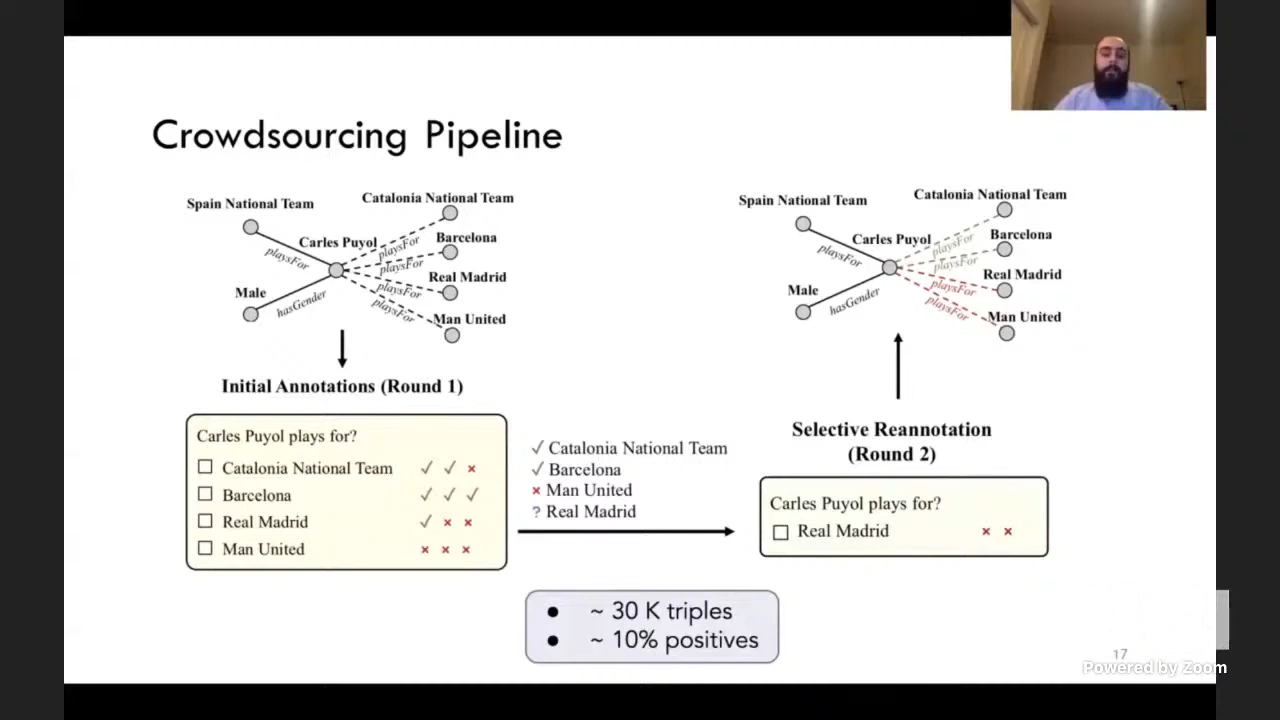 Crowdsourcing Pipeline
Spain National Team
Catalonia National Team
Carles Puyol
Barcelona
Real Madrid
Man United
Male
playsFor
hasGender
playsFor
playsFor
playsFor
playsFor
Initial Annotations (Round 1)
Carles Puyol plays for?
☐ Catalonia National Team ✓ ✓ ×
☐ Barcelona ✓ ✓ ✓
☐ Real Madrid ✓ × ×
☐ Man United × × ×
✓ Catalonia National Team
✓ Barcelona
× Man United
? Real Madrid
Spain National Team
Catalonia National Team
Carles Puyol
Barcelona
Real Madrid
Man United
Male
playsFor
hasGender
playsFor
playsFor
playsFor
playsFor
Selective Reannotation
(Round 2)
Carles Puyol plays for?
☐ Real Madrid × ×
● ~ 30 K triples
● ~ 10% positives
17
Powered by Zoom